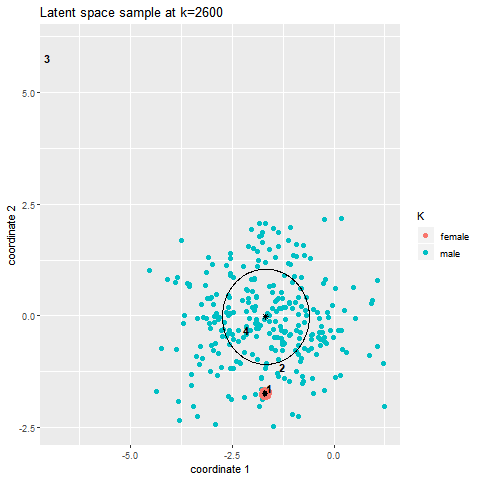 Latent space sample at k=2600
3
5.0
2.5
0.0
-2.5
coordinate 2
4
2
1
-5.0
-2.5
0.0
coordinate 1
K
female
male